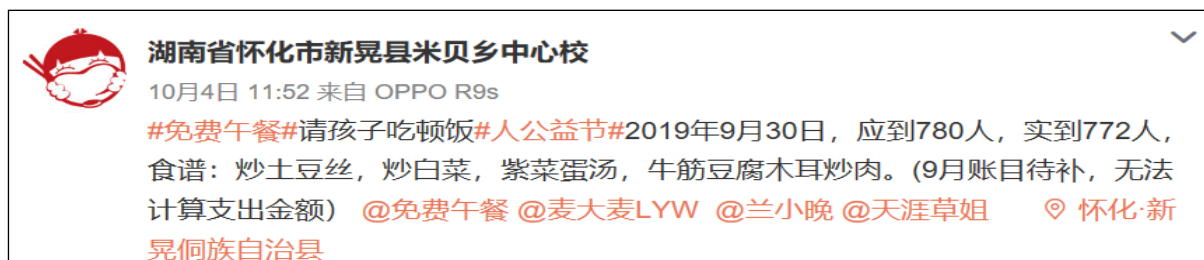 湖南省怀化市新晃县米贝乡中心校
10月4日 11:52 来自 OPPO R9s
#免费午餐#请孩子吃顿饭#人公益节#2019年9月30日，应到780人，实到772人，
食谱：炒土豆丝，炒白菜，紫菜蛋汤，牛筋豆腐木耳炒肉。(9月账目待补，无法
计算支出金额） @免费午餐 @麦大麦LYW @兰小晚 @天涯草姐 怀化·新
晃侗族自治县